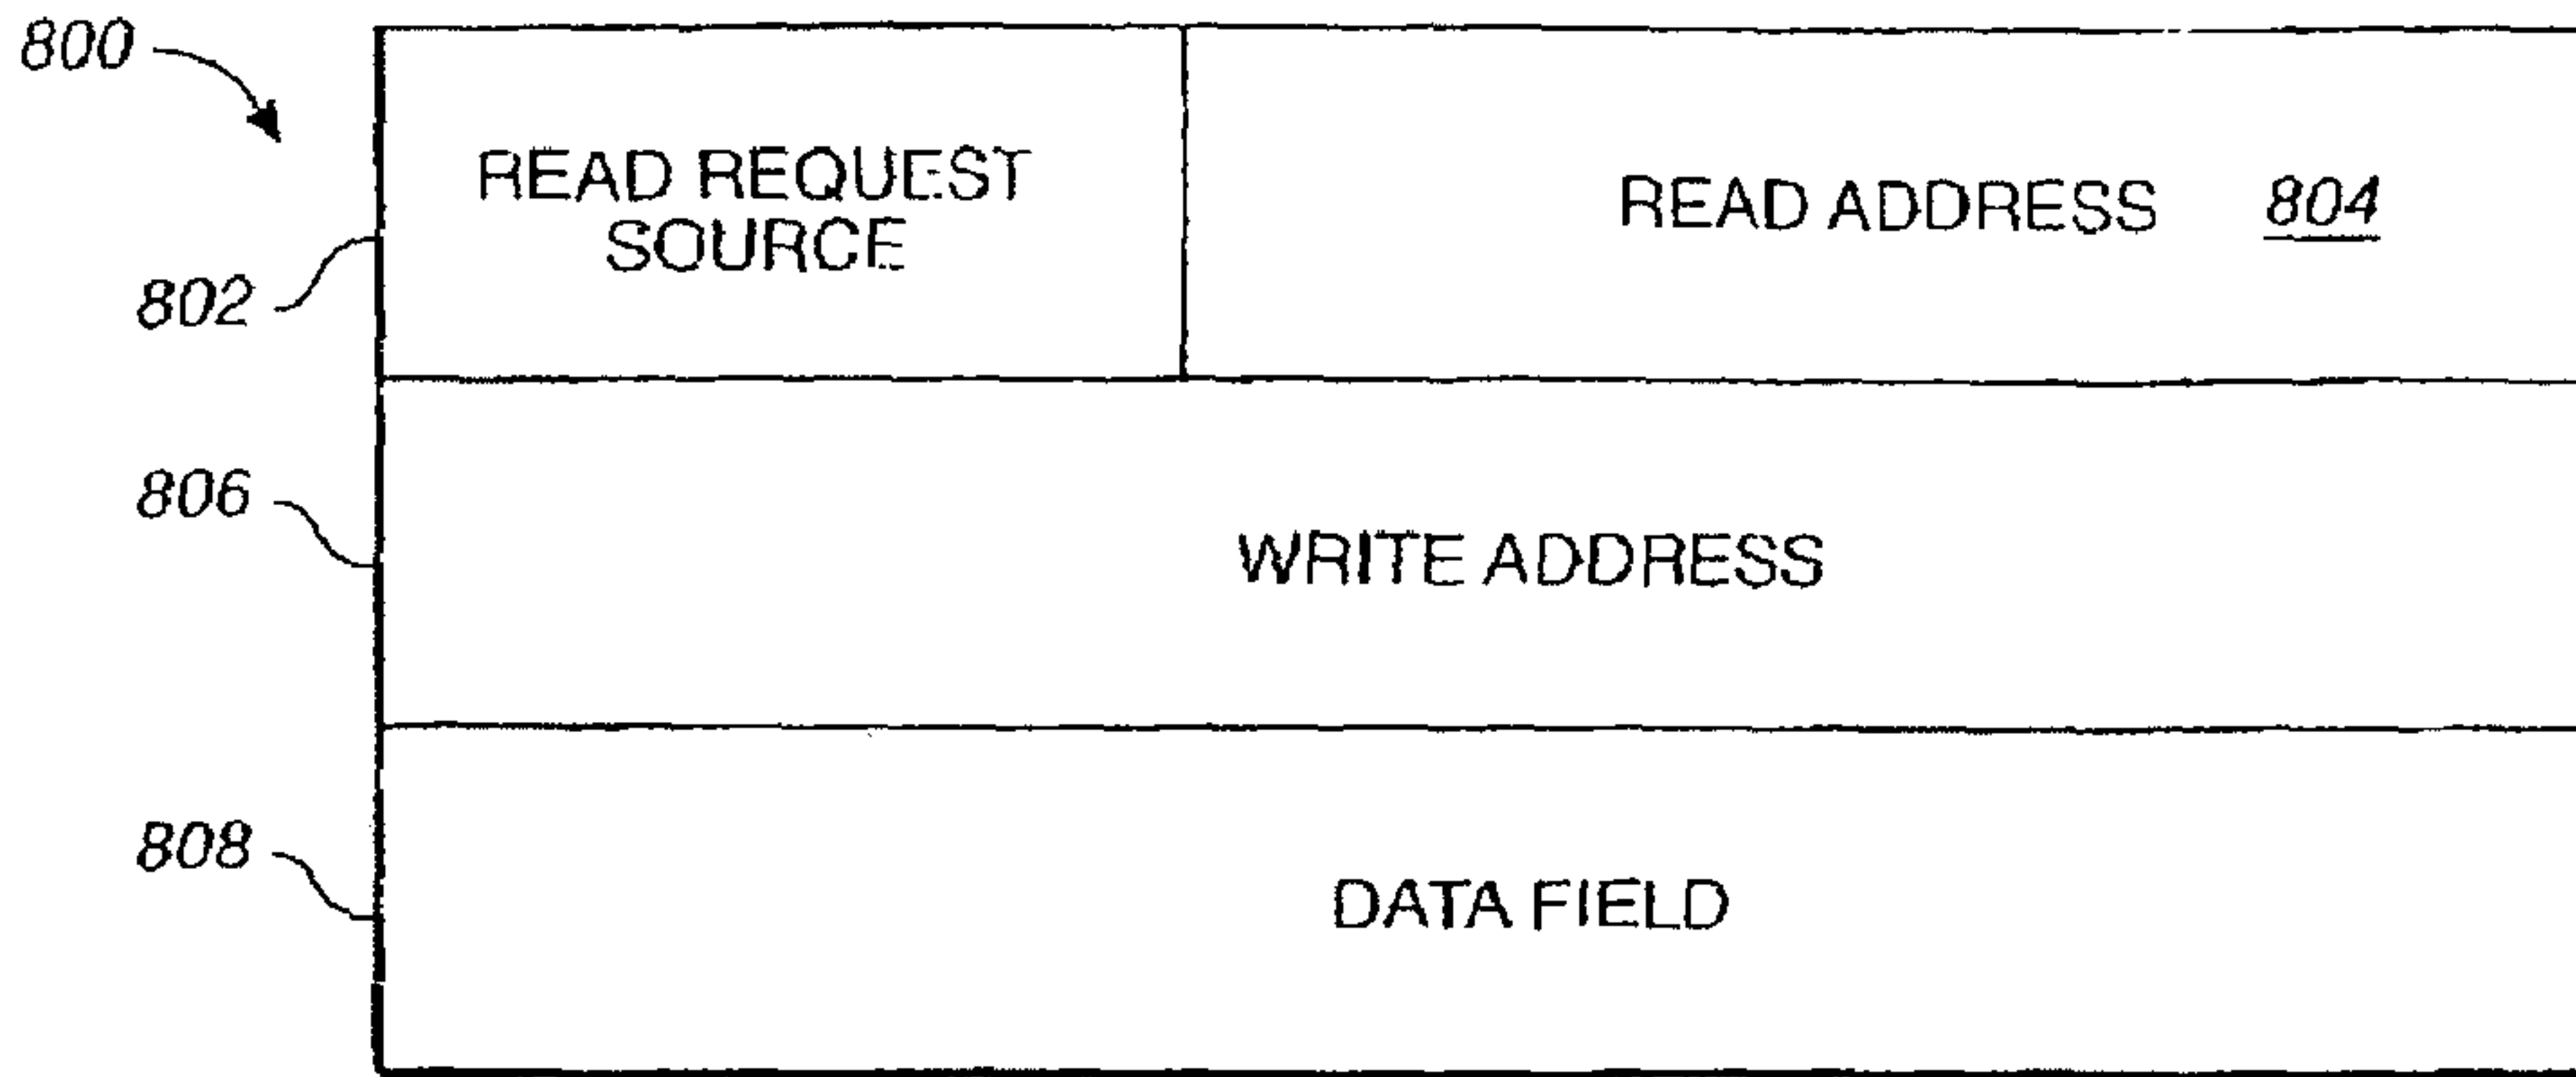 800
READ REQUEST
SOURCE
READ ADDRESS 804
802
806
WRITE ADDRESS
808
DATA FIELD